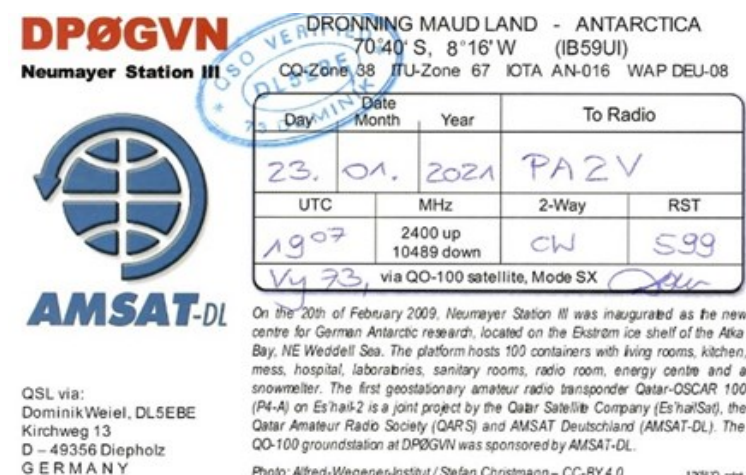 DPØGVN
Neumayer Station III
DRONNING MAUD LAND - ANTARCTICA
70°40' S, 8°16' W (IB59UI)
CQ-Zone 38 ITU-Zone 67 IOTA AN-016 WAP DEU-08
QSO VERIFIED
DL5EBE
73 DOMINIK
Date
Day Month Year To Radio
23. 01. 2021 PA2V
UTC MHz 2-Way RST
1907 2400 up CW 599
10489 down
Vy 73, via QO-100 satellite, Mode SX
AMSAT-DL
On the 20th of February 2009, Neumayer Station III was inaugurated as the new
centre for German Antarctic research, located on the Ekstrøm ice shelf of the Atka
Bay, NE Weddell Sea. The platform hosts 100 containers with living rooms, kitchen,
mess, hospital, laboratories, sanitary rooms, radio room, energy centre and a
snowmelter. The first geostationary amateur radio transponder Qatar-OSCAR 100
(P4-A) on Es'hail-2 is a joint project by the Qatar Satellite Company (Es'hailSat), the
Qatar Amateur Radio Society (QARS) and AMSAT Deutschland (AMSAT-DL). The
QO-100 groundstation at DPØGVN was sponsored by AMSAT-DL.
Photo: Alfred-Wegener-Institut / Stefan Christmann – CC-BY 4.0
QSL via:
Dominik Weiel, DL5EBE
Kirchweg 13
D – 49356 Diepholz
GERMANY